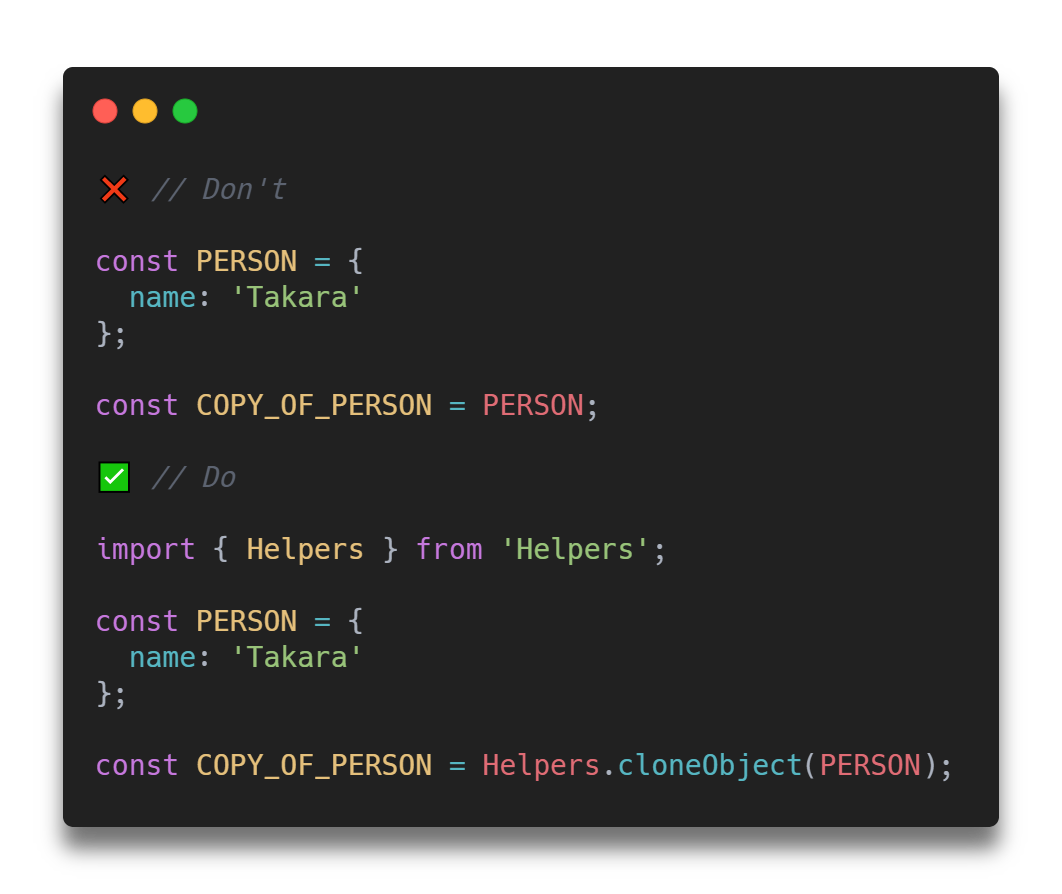 ❌ // Don't
const PERSON = {
  name: 'Takara'
};
const COPY_OF_PERSON = PERSON;
✅ // Do
import { Helpers } from 'Helpers';
const PERSON = {
  name: 'Takara'
};
const COPY_OF_PERSON = Helpers.cloneObject(PERSON);